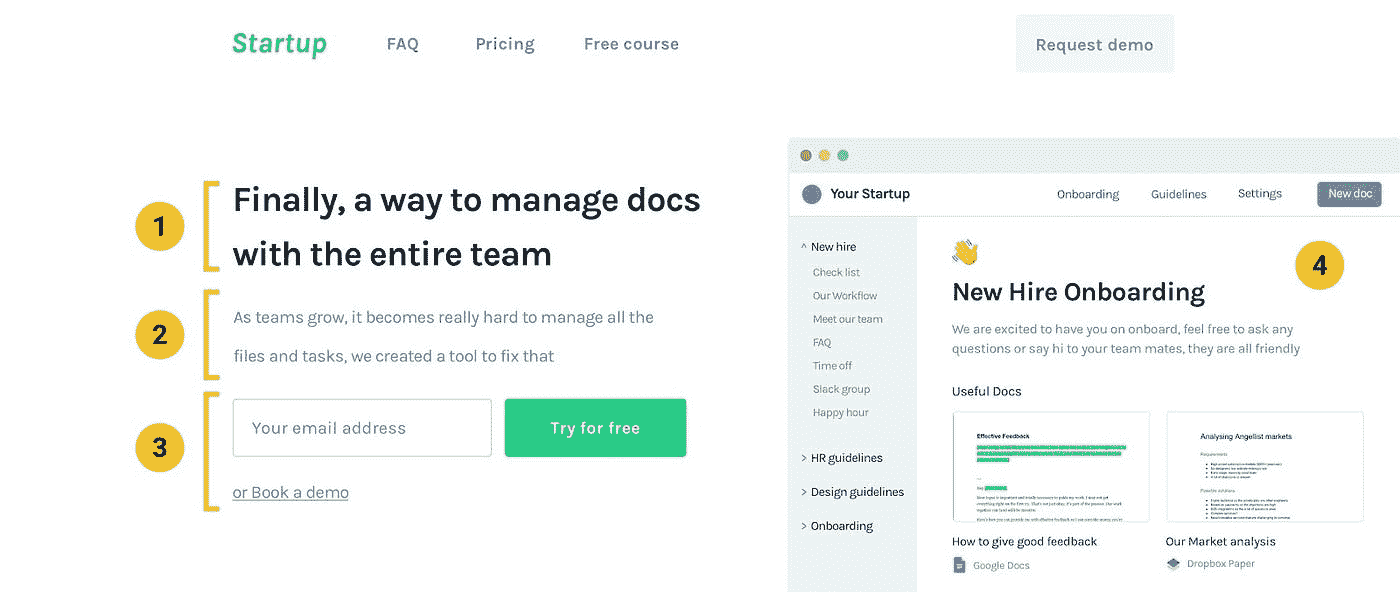 Startup
FAQ
Pricing
Free course
Request demo
1
Finally, a way to manage docs
with the entire team
2
As teams grow, it becomes really hard to manage all the
files and tasks, we created a tool to fix that
3
Your email address
Try for free
or Book a demo
Your Startup
Onboarding
Guidelines
Settings
New doc
^ New hire
Check list
Our Workflow
Meet our team
FAQ
Time off
Slack group
Happy hour
> HR guidelines
> Design guidelines
> Onboarding
4
New Hire Onboarding
We are excited to have you on onboard, feel free to ask any
questions or say hi to your team mates, they are all friendly
Useful Docs
Effective Feedback
How to give good feedback
Google Docs
Analysing Angellist markets
Requirements
Possible solutions
Our Market analysis
Dropbox Paper